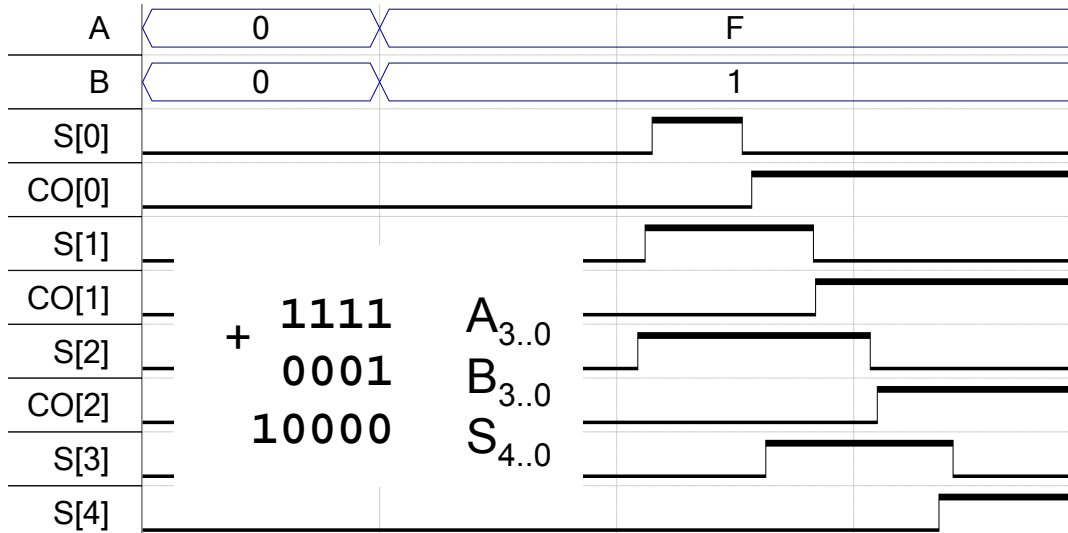 A 0 F
B 0 1
S[0]
CO[0]
S[1]
CO[1]
S[2]
CO[2]
S[3]
S[4]
+ 1111 A3..0
0001 B3..0
10000 S4..0